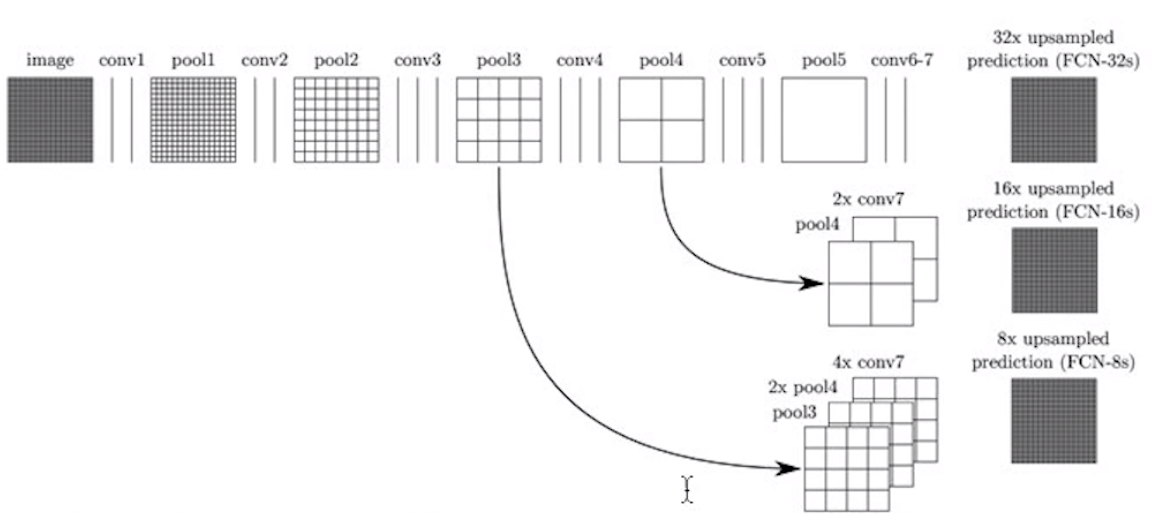 32x upsampled
image conv1 pool1 conv2 pool2 conv3 pool3 conv4 pool4 conv5 pool5 conv6-7 prediction (FCN-32s)
16x upsampled
2x conv7 prediction (FCN-16s)
pool4
8x upsampled
4x conv7 prediction (FCN-8s)
2x pool4
pool3